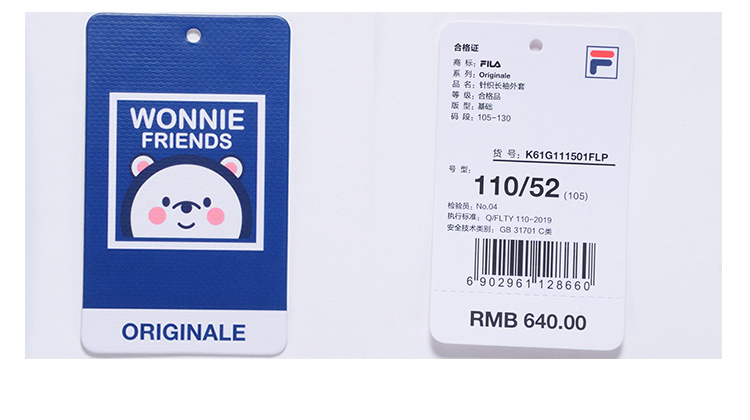 WONNIE
FRIENDS
ORIGINALE
合格证
商 标: FILA
系 列: Originale
品 名: 针织长袖外套
等 级: 合格品
版 型: 基础
码 段: 105-130
货 号: K61G111501FLP
号 型:
110/52 (105)
检验员: No.04
执行标准: Q/FLTY 110-2019
安全技术类别: GB 31701 C类
6 902961 128660
RMB 640.00